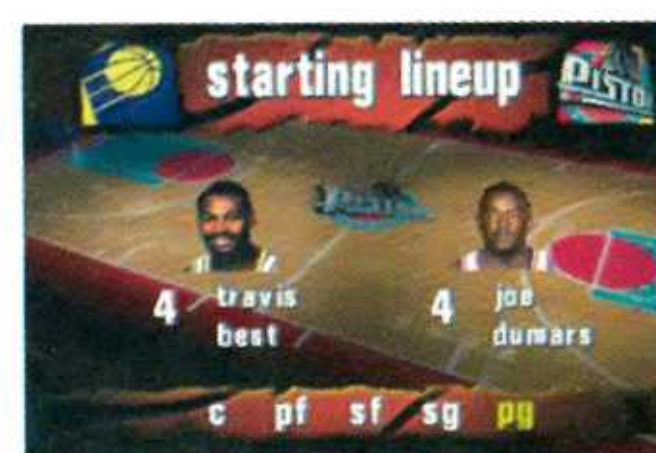 starting lineup
PISTO
4 travis
best
4 joe
dumars
c pf sf sg pg